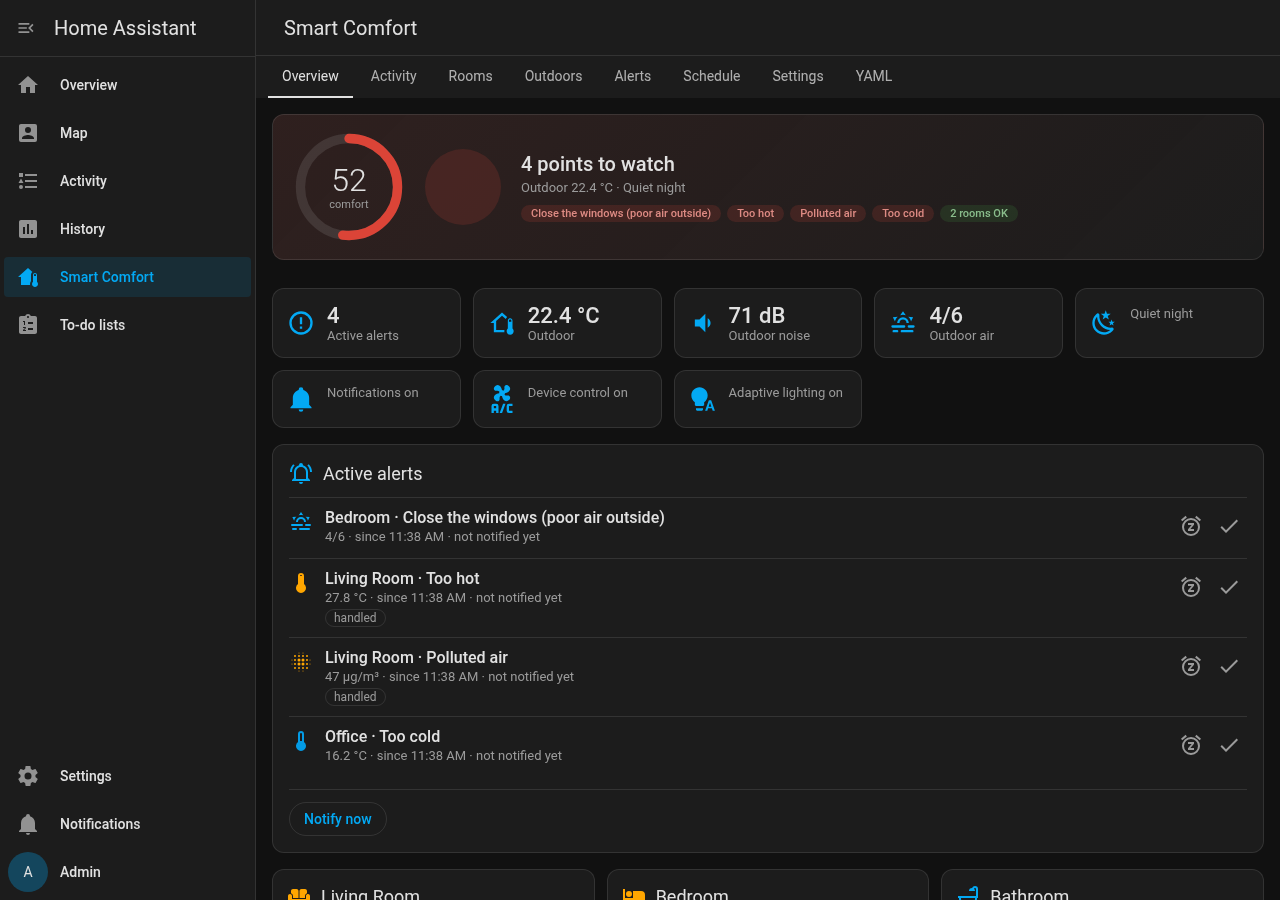 Home Assistant
Smart Comfort
Overview
Map
Activity
History
Smart Comfort
To-do lists
Settings
Notifications
A Admin
Overview Activity Rooms Outdoors Alerts Schedule Settings YAML
52
comfort
4 points to watch
Outdoor 22.4 °C · Quiet night
Close the windows (poor air outside) Too hot Polluted air Too cold 2 rooms OK
4
Active alerts
22.4 °C
Outdoor
71 dB
Outdoor noise
4/6
Outdoor air
Quiet night
Notifications on
A/C
Device control on
A
Adaptive lighting on
Active alerts
Bedroom · Close the windows (poor air outside)
4/6 · since 11:38 AM · not notified yet
Living Room · Too hot
27.8 °C · since 11:38 AM · not notified yet
handled
Living Room · Polluted air
47 µg/m³ · since 11:38 AM · not notified yet
handled
Office · Too cold
16.2 °C · since 11:38 AM · not notified yet
Notify now
Living Room
Bedroom
Bathroom